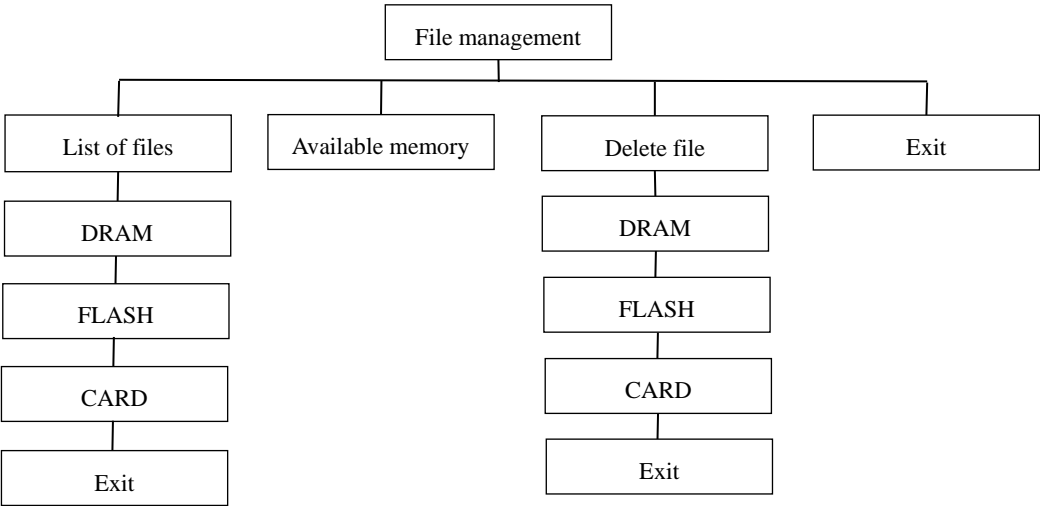 File management
List of files
Available memory
Delete file
Exit
DRAM
DRAM
FLASH
FLASH
CARD
CARD
Exit
Exit